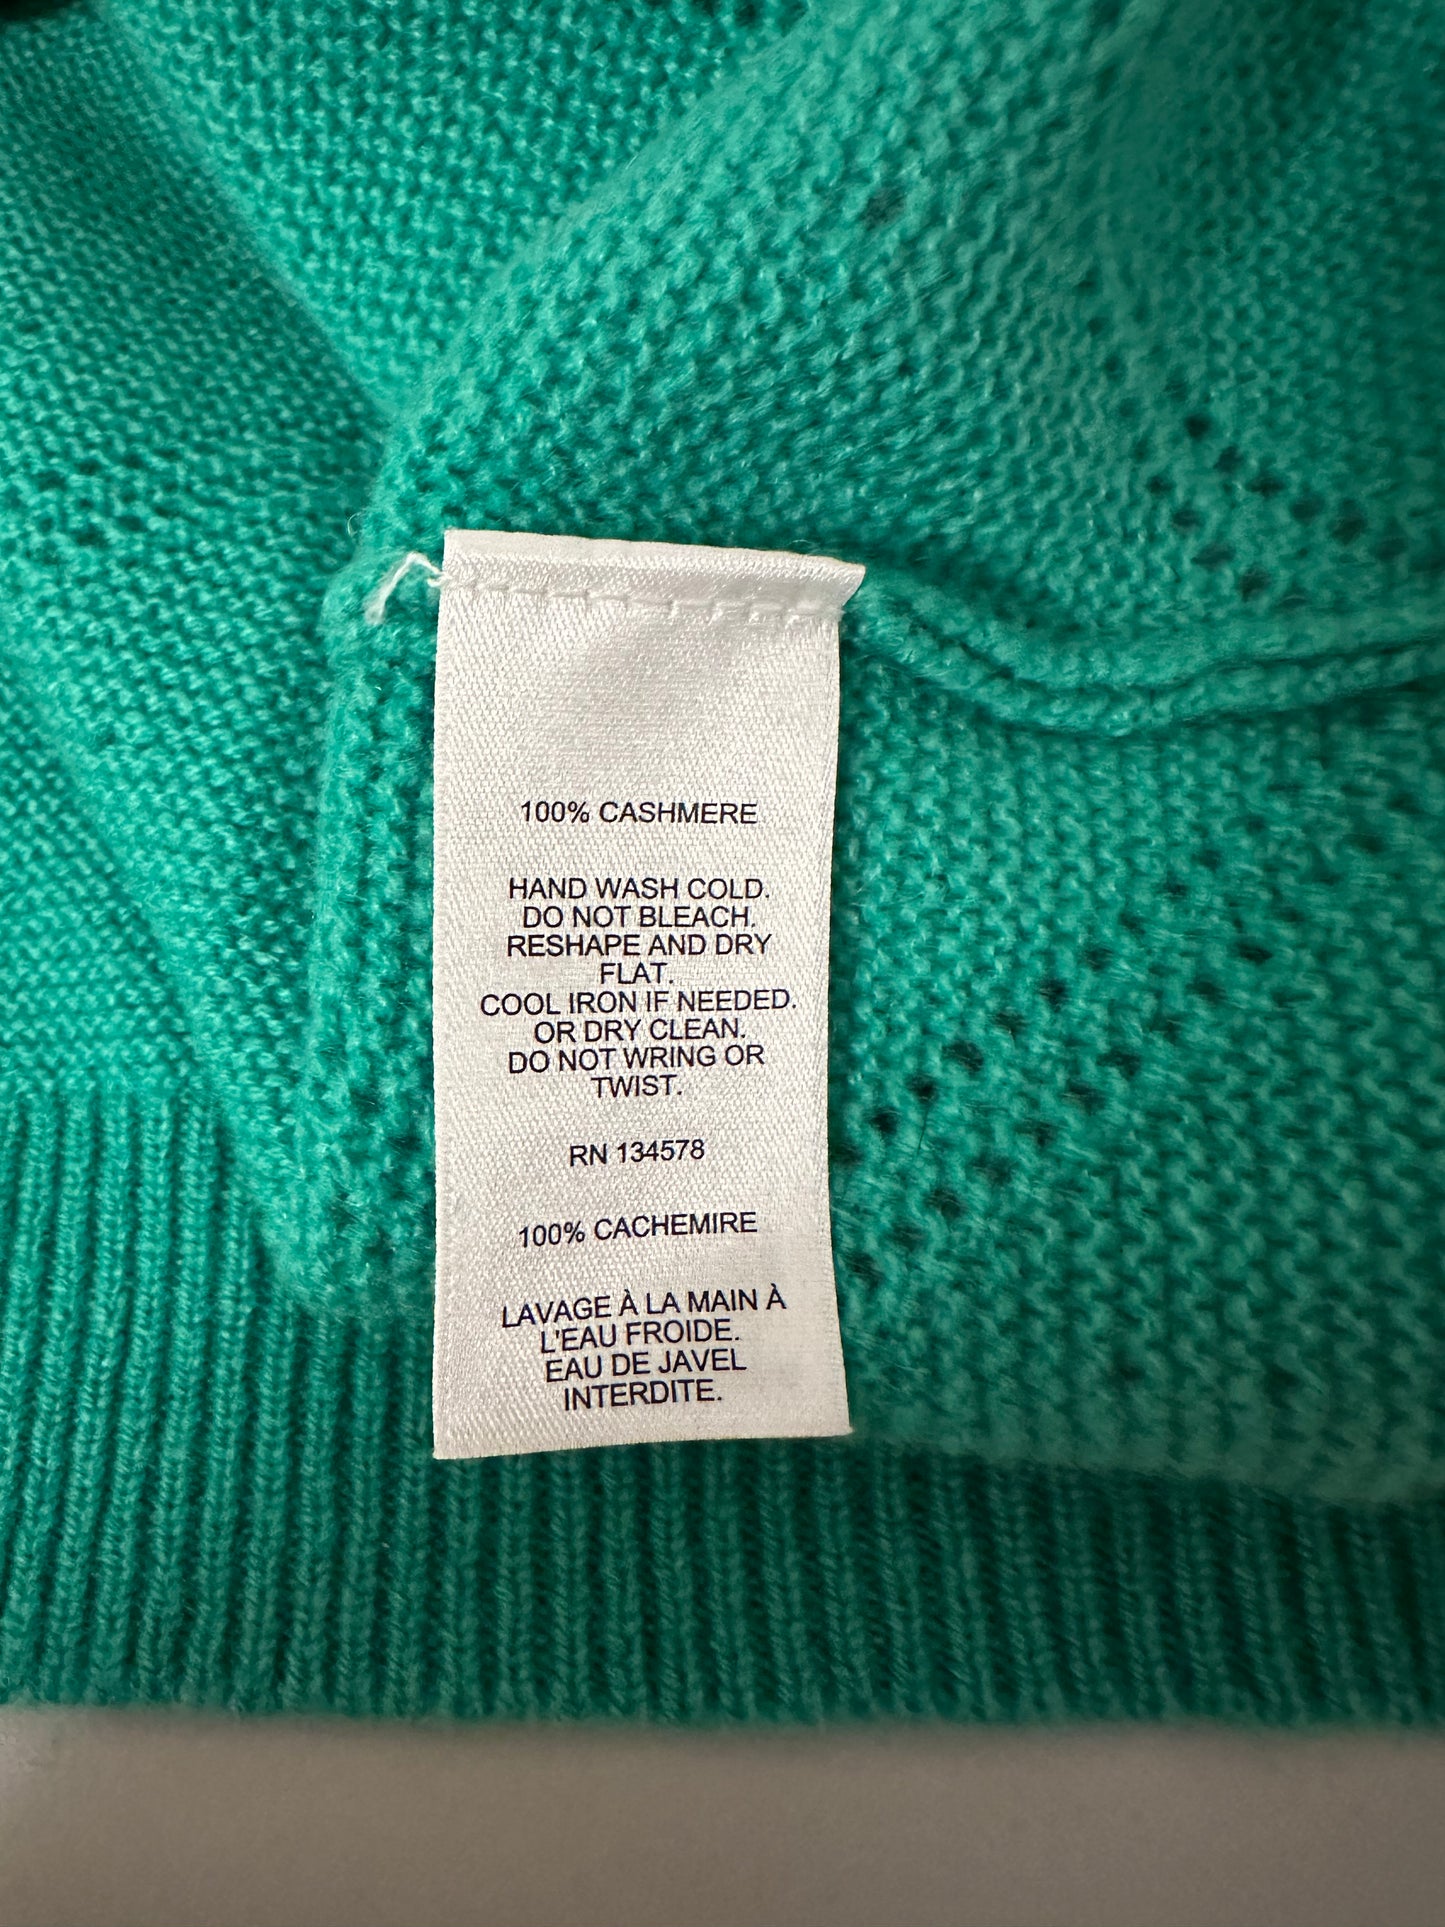 100% CASHMERE
HAND WASH COLD.
DO NOT BLEACH.
RESHAPE AND DRY
FLAT.
COOL IRON IF NEEDED.
OR DRY CLEAN.
DO NOT WRING OR
TWIST.
RN 134578
100% CACHEMIRE
LAVAGE À LA MAIN À
L'EAU FROIDE.
EAU DE JAVEL
INTERDITE.